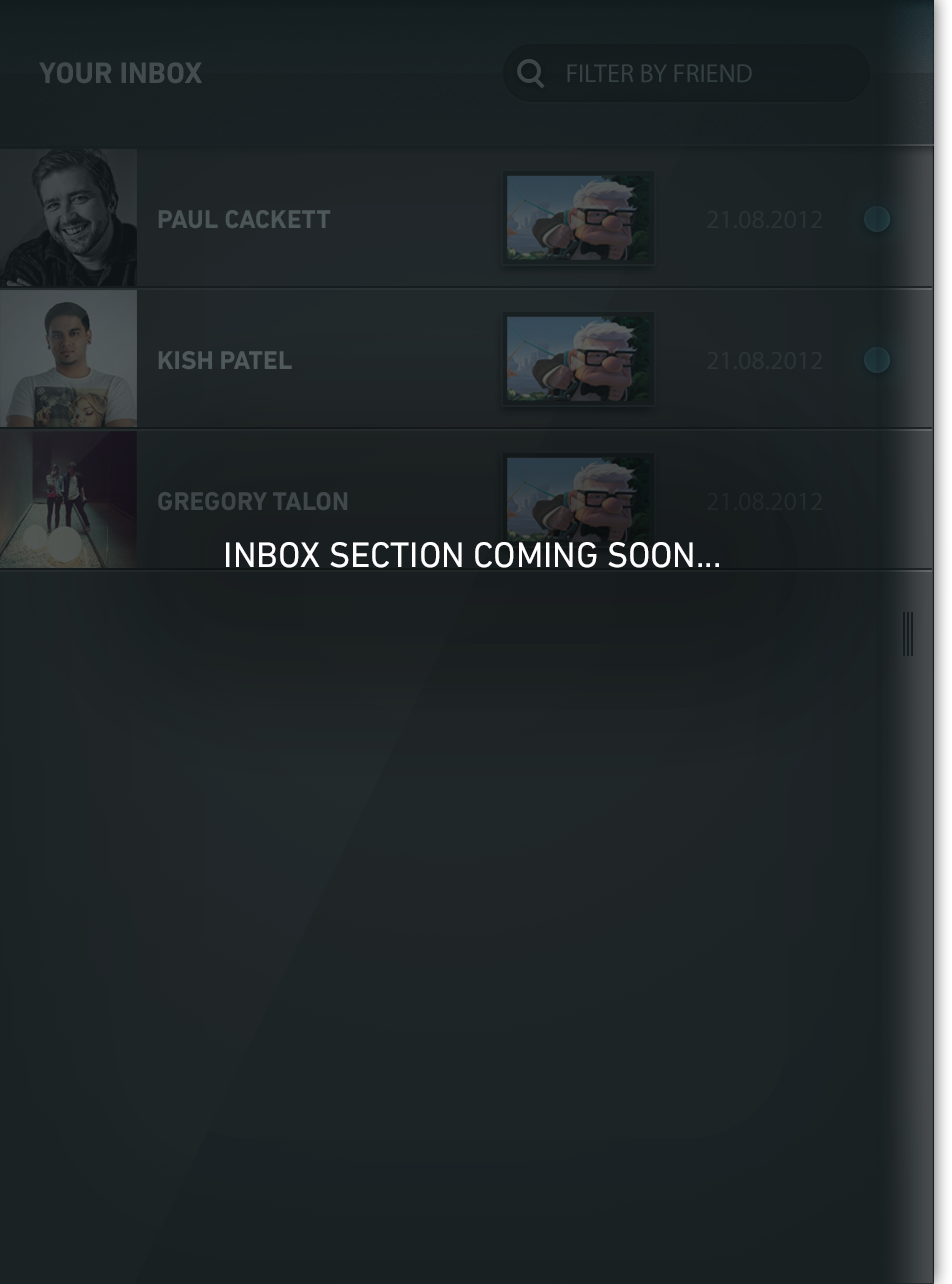 YOUR INBOX
FILTER BY FRIEND
PAUL CACKETT
21.08.2012
KISH PATEL
21.08.2012
GREGORY TALON
21.08.2012
INBOX SECTION COMING SOON...